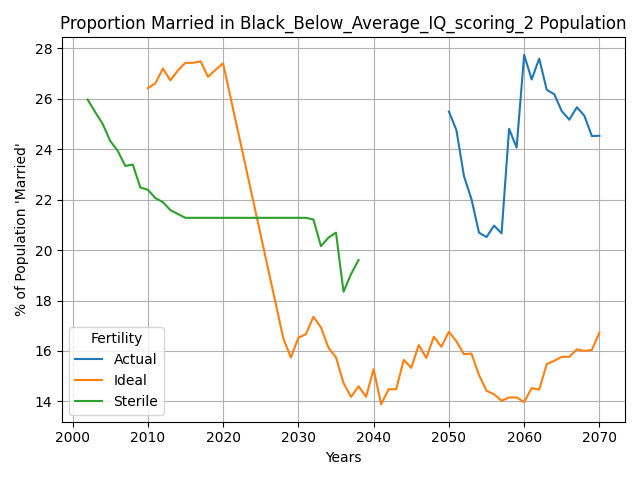 Proportion Married in Black_Below_Average_IQ_scoring_2 Population
% of Population 'Married'
28
26
24
22
20
18
16
14
Fertility
Actual
Ideal
Sterile
2000 2010 2020 2030 2040 2050 2060 2070
Years